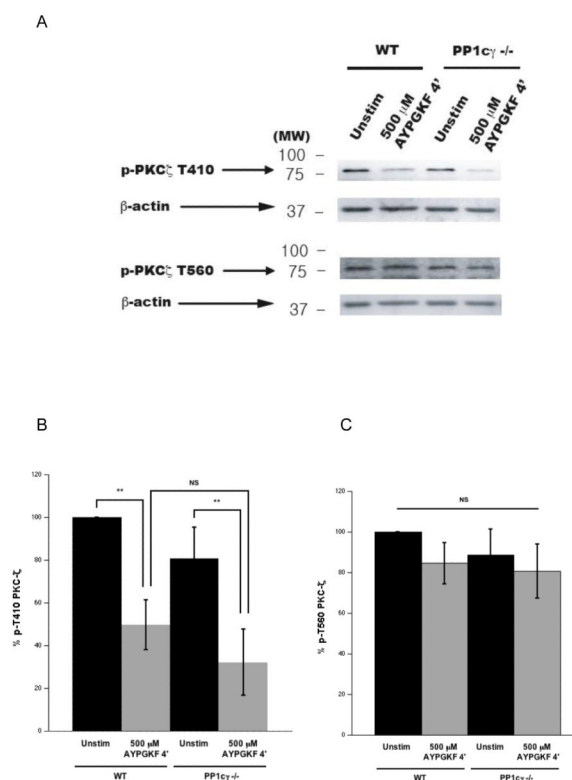 A
WT PP1cγ -/-
Unstim 500 μM AYPGKF 4' Unstim 500 μM AYPGKF 4'
(MW)
100 –
p-PKCζ T410 75 –
β-actin 37 –
100 –
p-PKCζ T560 75 –
β-actin 37 –
B
% p-T410 PKC-ζ
120
100
80
60
40
20
0
** NS **
Unstim 500 μM AYPGKF 4' Unstim 500 μM AYPGKF 4'
WT PP1cγ -/-
C
% p-T560 PKC-ζ
120
100
80
60
40
20
0
NS
Unstim 500 μM AYPGKF 4' Unstim 500 μM AYPGKF 4'
WT PP1cγ -/-